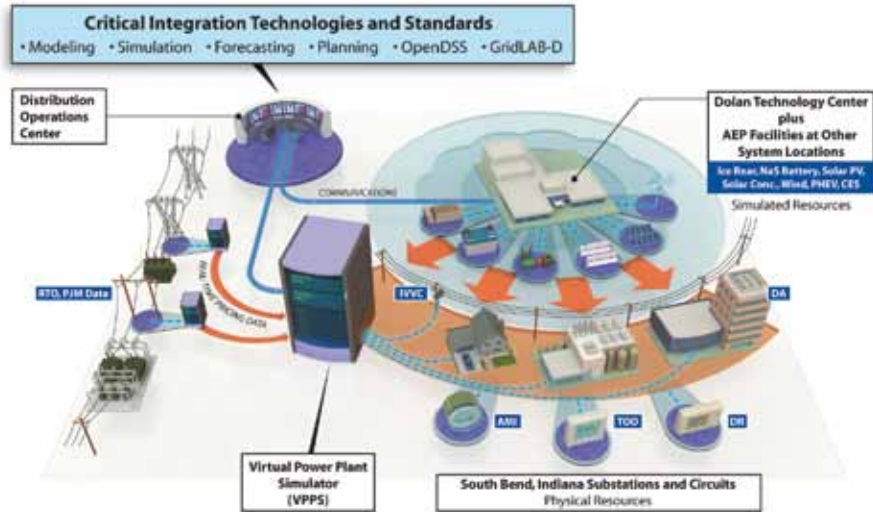 Critical Integration Technologies and Standards
• Modeling • Simulation • Forecasting • Planning • OpenDSS • GridLAB-D
Distribution
Operations
Center
Dolan Technology Center
plus
AEP Facilities at Other
System Locations
Ice Bear, NaS Battery, Solar PV,
Solar Conc., Wind, PHEV, CES
Simulated Resources
COMMUNICATIONS
RTO, PJM Data
REAL-TIME PRICING DATA
IVVC
DA
AMI
TOD
DR
Virtual Power Plant
Simulator
(VPPS)
South Bend, Indiana Substations and Circuits
Physical Resources